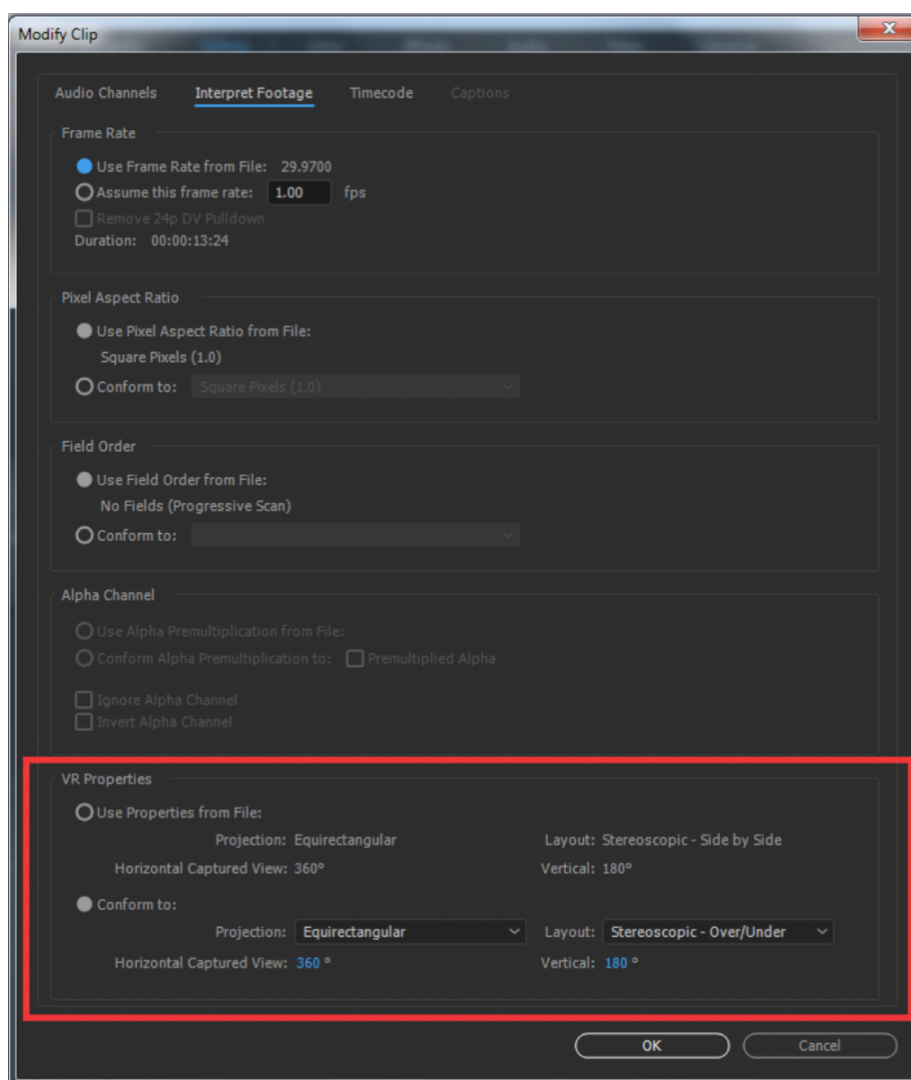 Modify Clip
Audio Channels Interpret Footage Timecode Captions
Frame Rate
Use Frame Rate from File: 29.9700
Assume this frame rate: 1.00 fps
Remove 24p DV Pulldown
Duration: 00:00:13:24
Pixel Aspect Ratio
Use Pixel Aspect Ratio from File:
Square Pixels (1.0)
Conform to: Square Pixels (1.0)
Field Order
Use Field Order from File:
No Fields (Progressive Scan)
Conform to:
Alpha Channel
Use Alpha Premultiplication from File:
Conform Alpha Premultiplication to: Premultiplied Alpha
Ignore Alpha Channel
Invert Alpha Channel
VR Properties
Use Properties from File:
Projection: Equirectangular Layout: Stereoscopic - Side by Side
Horizontal Captured View: 360° Vertical: 180°
Conform to:
Projection: Equirectangular Layout: Stereoscopic - Over/Under
Horizontal Captured View: 360 ° Vertical: 180 °
OK Cancel